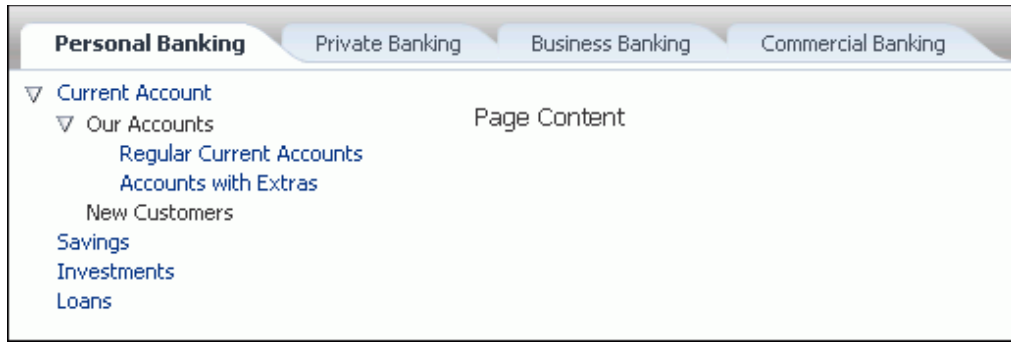 Personal Banking Private Banking Business Banking Commercial Banking
Current Account
Our Accounts
Page Content
Regular Current Accounts
Accounts with Extras
New Customers
Savings
Investments
Loans